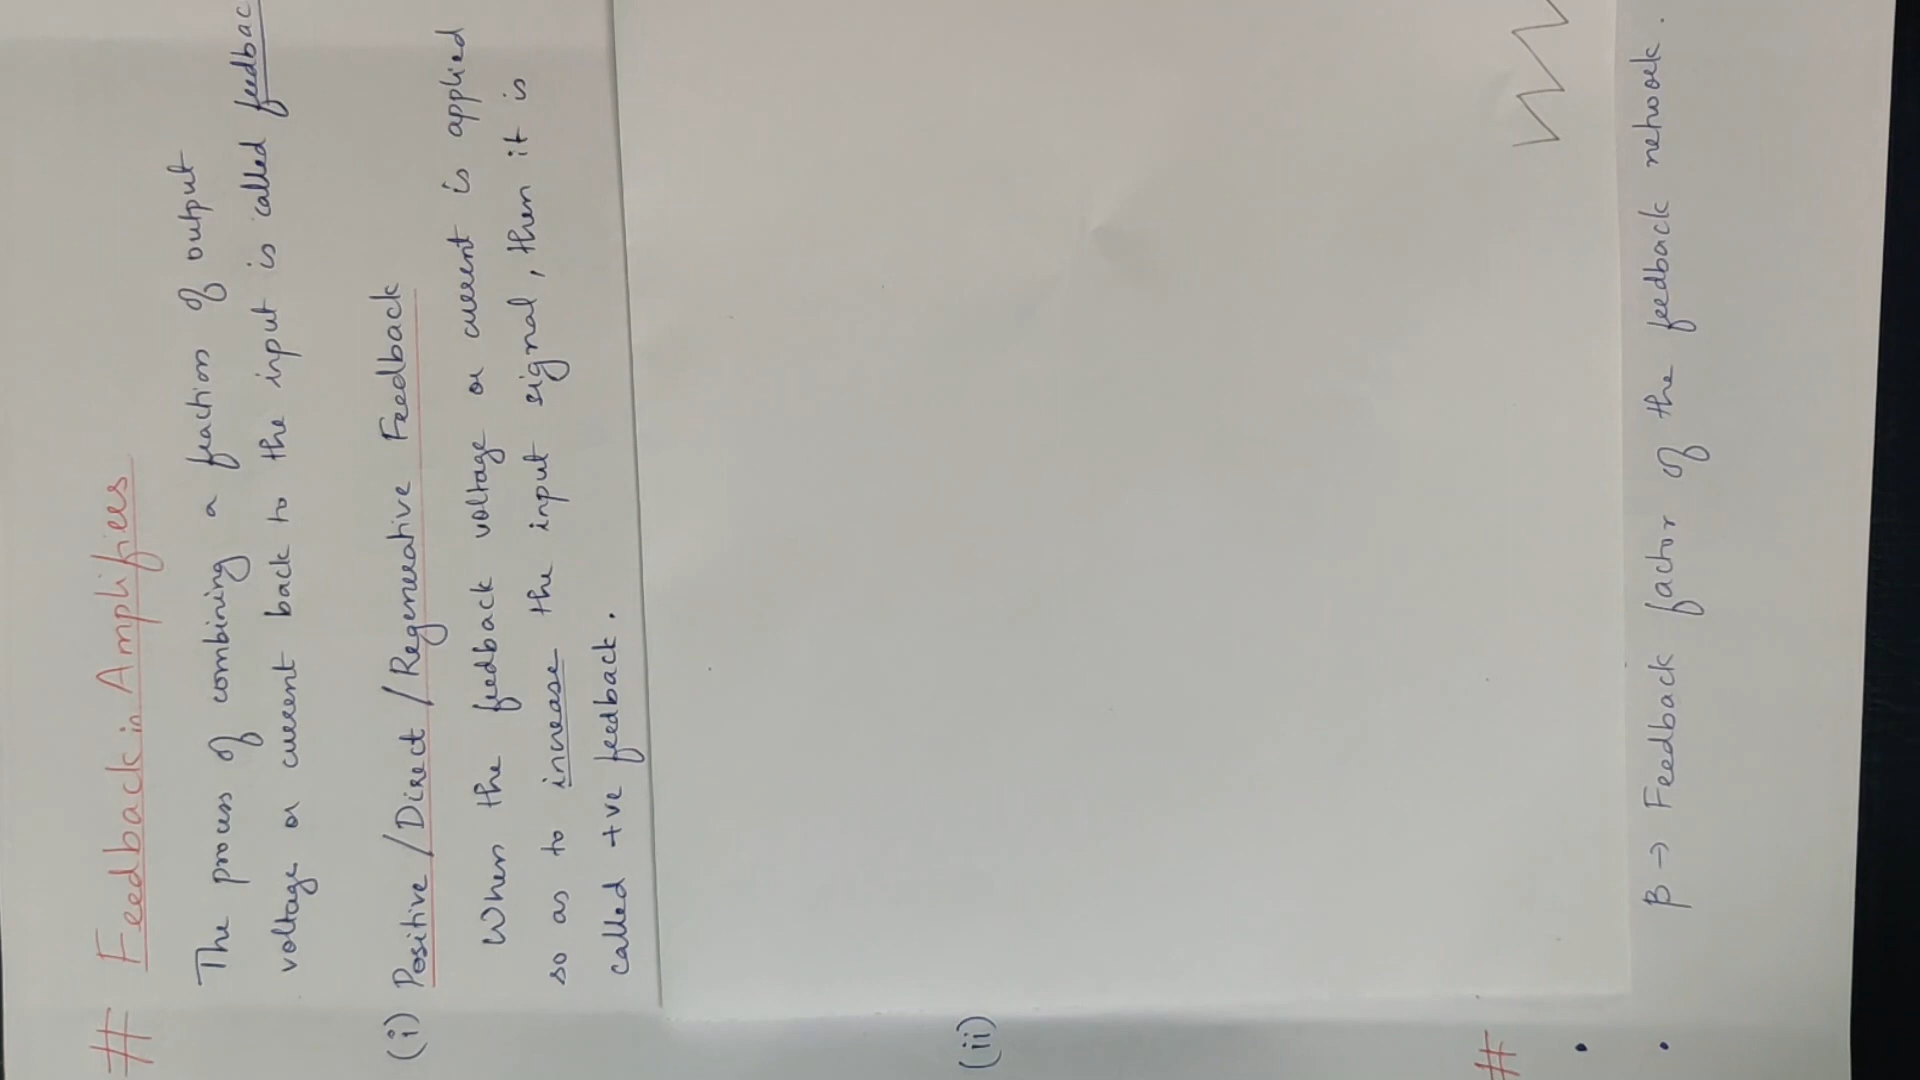 # Feedback in Amplifiers
The process of combining a fraction of output
voltage or current back to the input is called feedbac
(i) Positive / Direct / Regenerative Feedback
When the feedback voltage or current is applied
so as to increase the input signal, then it is
called +ve feedback.
(ii)
#
•
• β → Feedback factor of the feedback network.